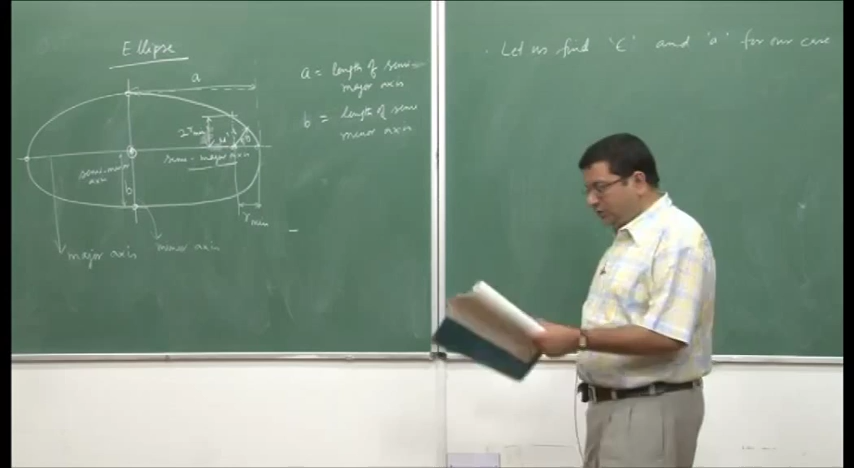 Ellipse
a
a = length of semi-
major axis
b = length of semi
minor axis
semi-major axis
semi-minor
axis
b
r min
major axis
minor axis
Let us find 'ϵ' and 'a' for our case